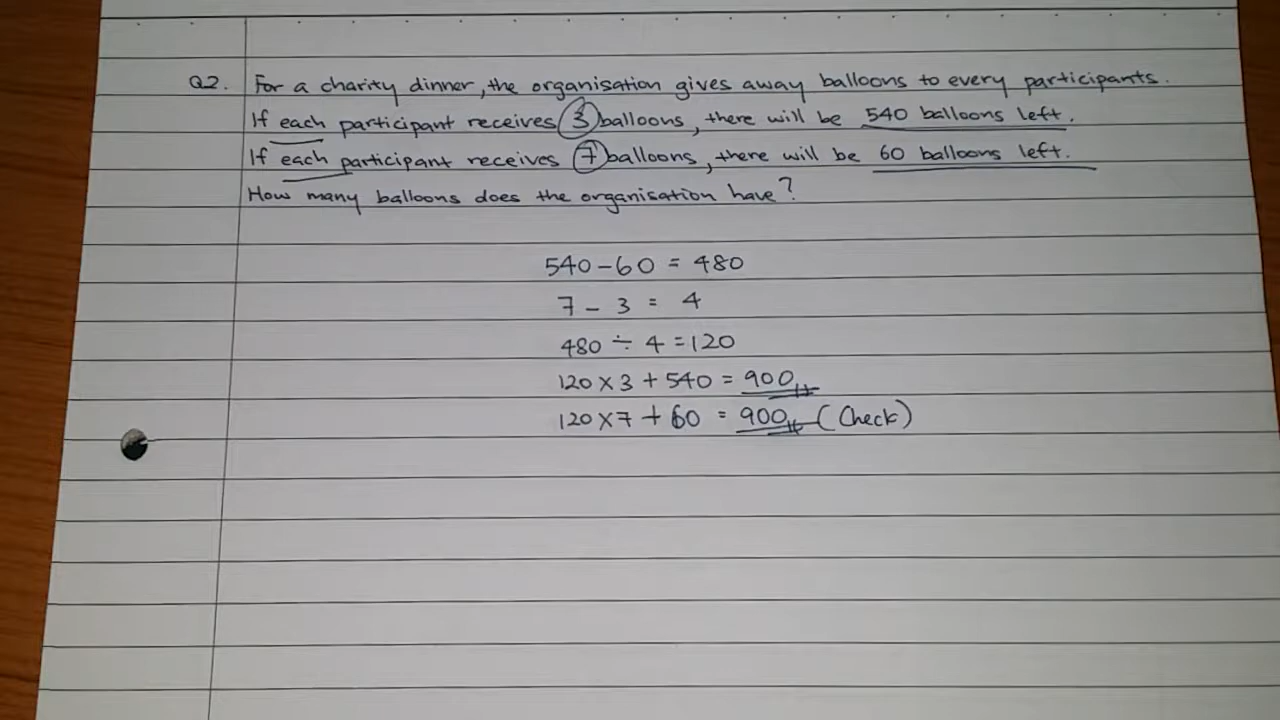 Q2. For a charity dinner, the organisation gives away balloons to every participants.
If each participant receives 3 balloons, there will be 540 balloons left.
If each participant receives 7 balloons, there will be 60 balloons left.
How many balloons does the organisation have?
540 - 60 = 480
7 - 3 = 4
480 ÷ 4 = 120
120 x 3 + 540 = 900
120 x 7 + 60 = 900 (Check)